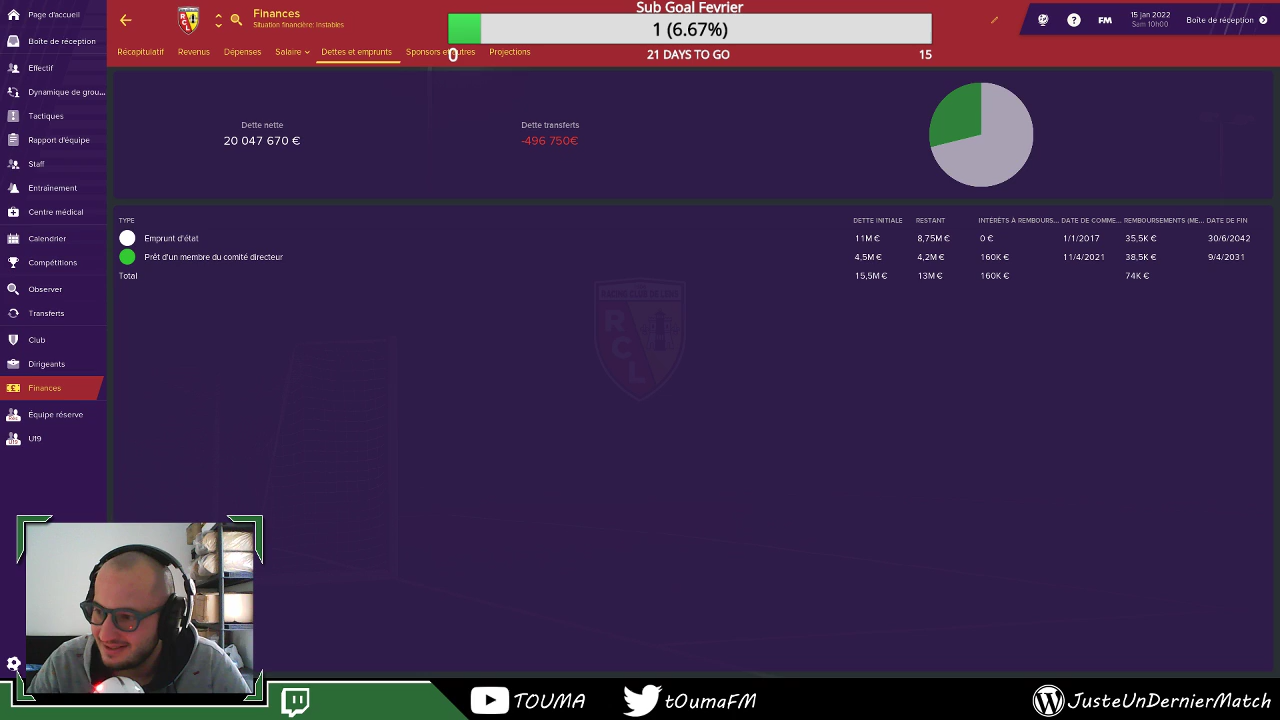 Sub Goal Fevrier
1 (6.67%)
0
21 DAYS TO GO
15
Page d'accueil
Boîte de réception
Effectif
Dynamique de grou...
Tactiques
Rapport d'équipe
Staff
Entraînement
Centre médical
Calendrier
Compétitions
Observer
Transferts
Club
Dirigeants
Finances
Équipe réserve
U19
Finances
Situation financière: Instables
FM
15 jan 2022
Sam 10h00
Boîte de réception
Récapitulatif Revenus Dépenses Salaire Dettes et emprunts Sponsors et autres Projections
Dette nette
20 047 670 €
Dette transferts
-496 750€
TYPE DETTE INITIALE RESTANT INTÉRÊTS À REMBOURS... DATE DE COMME... REMBOURSEMENTS (ME... DATE DE FIN
Emprunt d'état 11M € 8,75M € 0 € 1/1/2017 35,5K € 30/6/2042
Prêt d'un membre du comité directeur 4,5M € 4,2M € 160K € 11/4/2021 38,5K € 9/4/2031
Total 15,5M € 13M € 160K € 74K €
RCL
TOUMA
tOumaFM
JusteUnDernierMatch